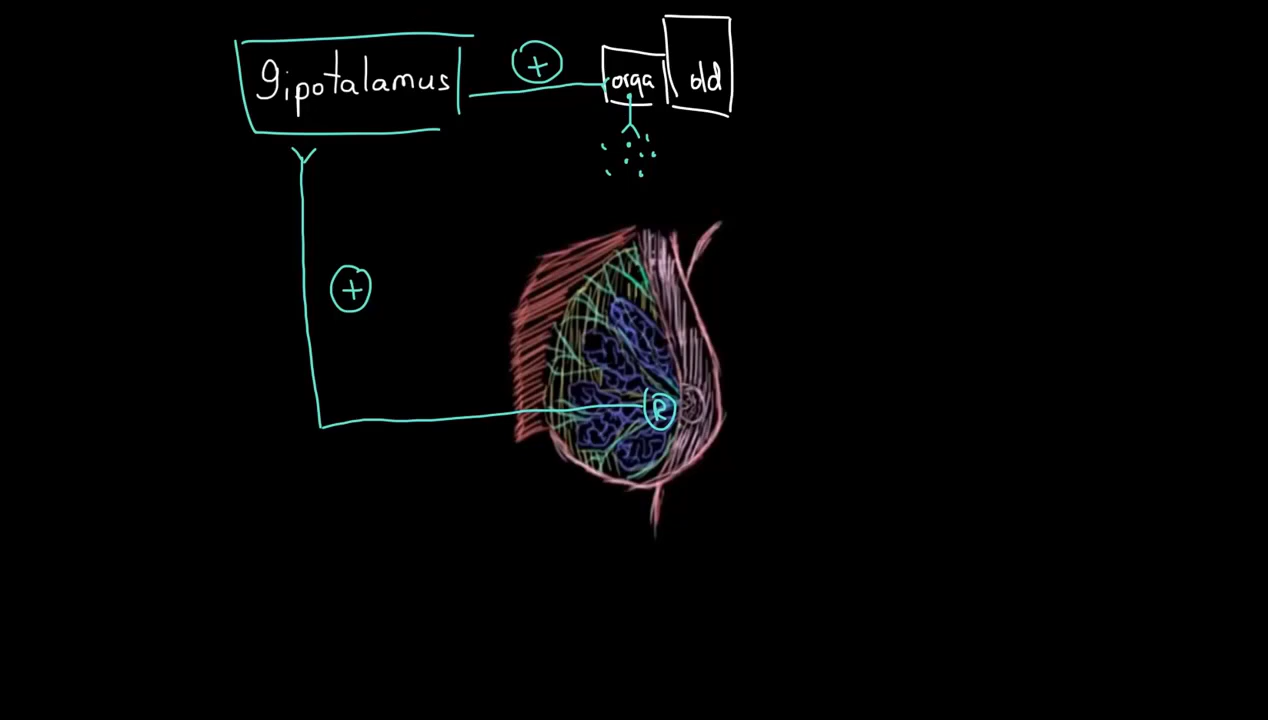 gipotalamus
+
orqa
old
+
R